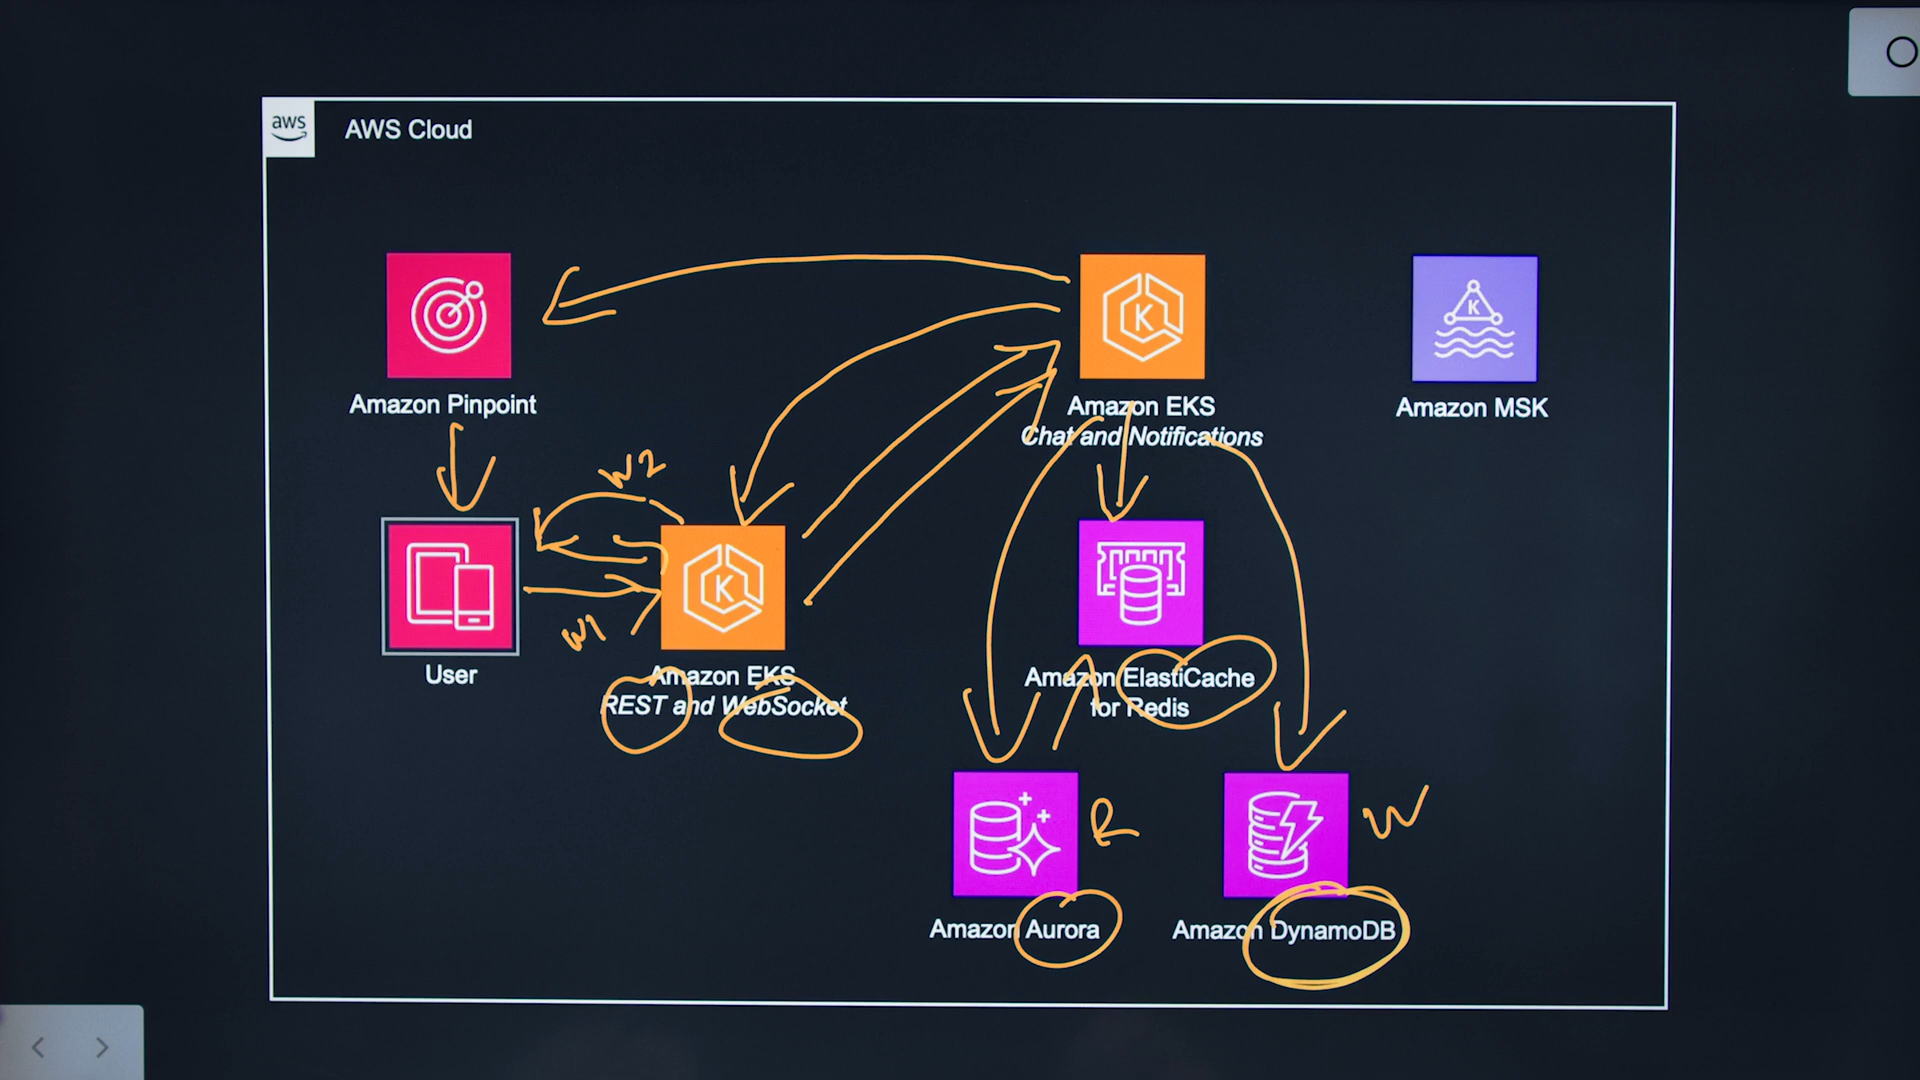 aws
AWS Cloud
K
K
Amazon Pinpoint
Amazon EKS
Chat and Notifications
Amazon MSK
W2
K
W1
User
Amazon EKS
REST and WebSocket
Amazon ElastiCache
for Redis
R
W
Amazon Aurora
Amazon DynamoDB